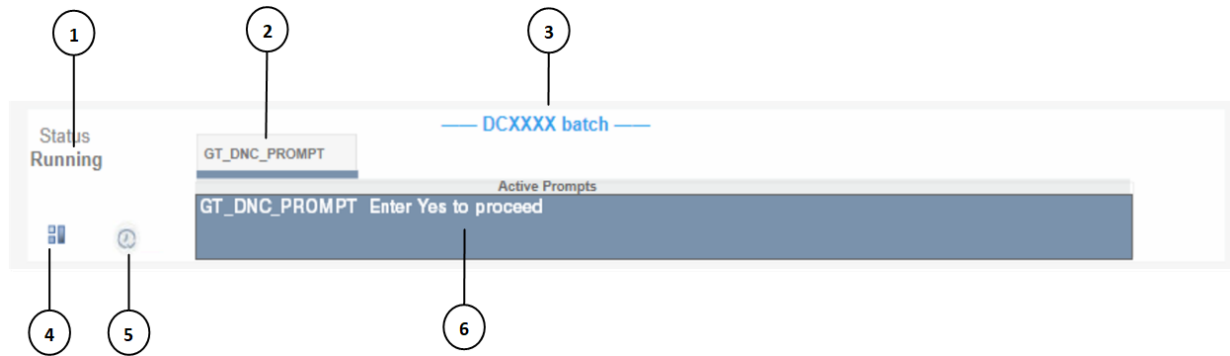 1
2
3
—— DCXXXX batch ——
Status
Running
GT_DNC_PROMPT
Active Prompts
GT_DNC_PROMPT Enter Yes to proceed
4
5
6